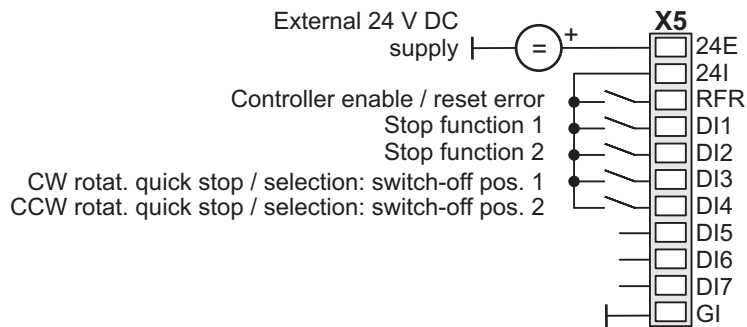 External 24 V DC
supply
=
+
X5
24E
24I
Controller enable / reset error
RFR
Stop function 1
DI1
Stop function 2
DI2
CW rotat. quick stop / selection: switch-off pos. 1
DI3
CCW rotat. quick stop / selection: switch-off pos. 2
DI4
DI5
DI6
DI7
GI